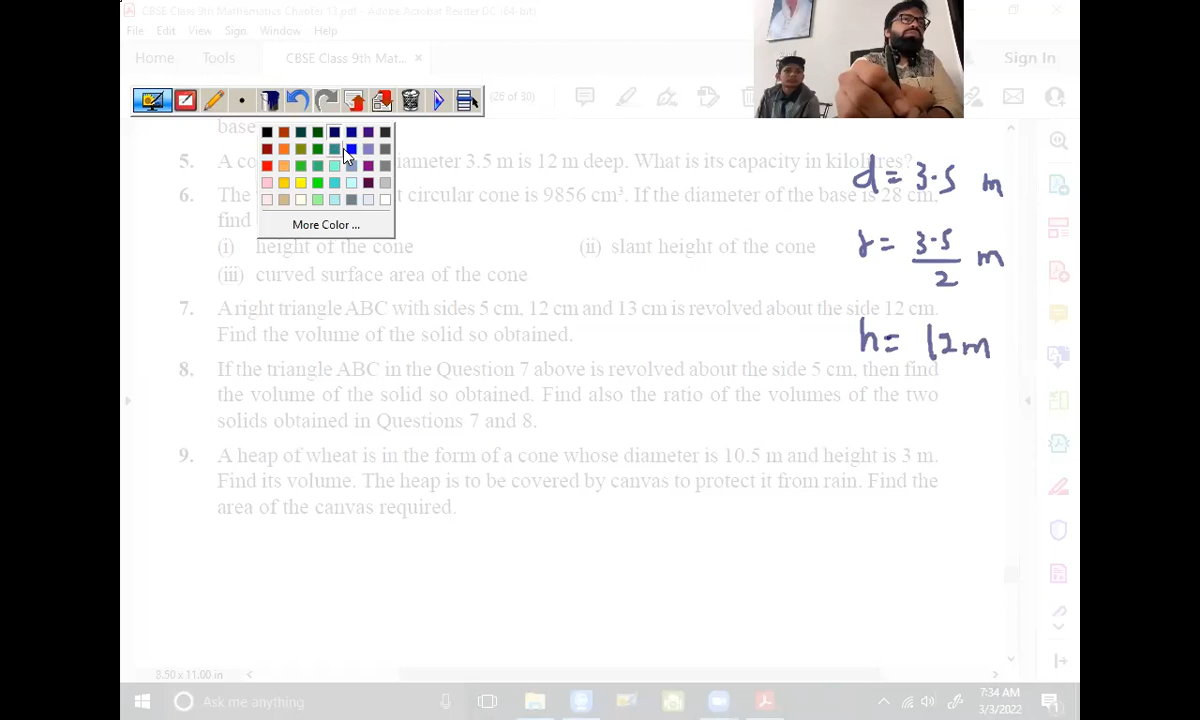 CBSE Class 9th Mathematics Chapter 13.pdf - Adobe Acrobat Reader DC (64-bit)
File Edit View Sign Window Help
Home Tools CBSE Class 9th Mat... × Sign In
(26 of 30)
base
5. A co iameter 3.5 m is 12 m deep. What is its capacity in kilolitres?
6. The t circular cone is 9856 cm³. If the diameter of the base is 28 cm,
find
More Color ...
(i) height of the cone (ii) slant height of the cone
(iii) curved surface area of the cone
7. A right triangle ABC with sides 5 cm, 12 cm and 13 cm is revolved about the side 12 cm.
Find the volume of the solid so obtained.
8. If the triangle ABC in the Question 7 above is revolved about the side 5 cm, then find
the volume of the solid so obtained. Find also the ratio of the volumes of the two
solids obtained in Questions 7 and 8.
9. A heap of wheat is in the form of a cone whose diameter is 10.5 m and height is 3 m.
Find its volume. The heap is to be covered by canvas to protect it from rain. Find the
area of the canvas required.
d = 3.5 m
r = 3.5/2 m
h = 12m
8.50 x 11.00 in
Ask me anything
7:34 AM
3/3/2022